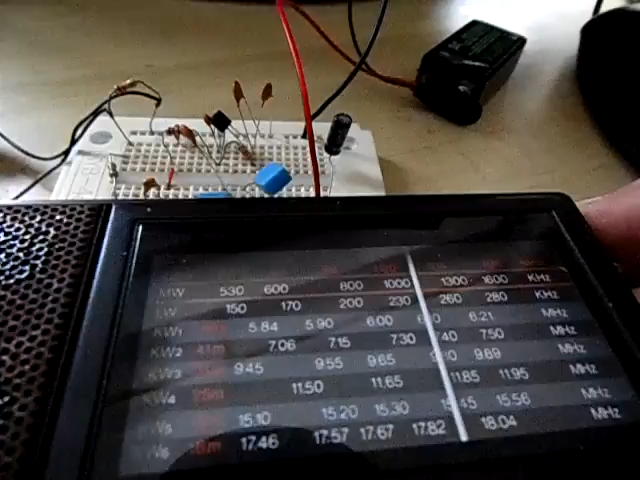 MW 530 600 800 1000 1300 1600 KHz
LW 150 170 200 230 260 280 KHz
KW1 5.84 5.90 6.00 6.21 MHz
KW2 41m 7.06 7.15 7.30 7.50 MHz
KW3 9.45 9.55 9.65 9.89 MHz
KW4 11.50 11.65 11.85 11.95 MHz
15.10 15.20 15.30 15.56 MHz
17.46 17.57 17.67 17.82 18.04 MHz